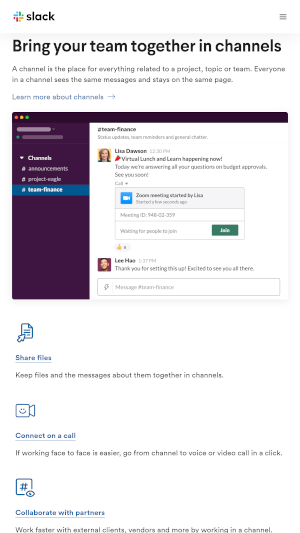 slack
Bring your team together in channels
A channel is the place for everything related to a project, topic or team. Everyone
in a channel sees the same messages and stays on the same page.
Learn more about channels →
Channels
# announcements
# project-eagle
# team-finance
#team-finance
Status updates, team reminders and general chatter.
Lisa Dawson 12:30 PM
Virtual Lunch and Learn happening now!
Today we're answering all your questions on budget approvals.
See you soon!
Call
Zoom meeting started by Lisa
Started a few seconds ago
Meeting ID: 948-02-359
Waiting for people to join
Join
Lee Hao 1:37 PM
Thank you for setting this up! Excited to see you all there.
Message #team-finance
Share files
Keep files and the messages about them together in channels.
Connect on a call
If working face to face is easier, go from channel to voice or video call in a click.
Collaborate with partners
Work faster with external clients, vendors and more by working in a channel.